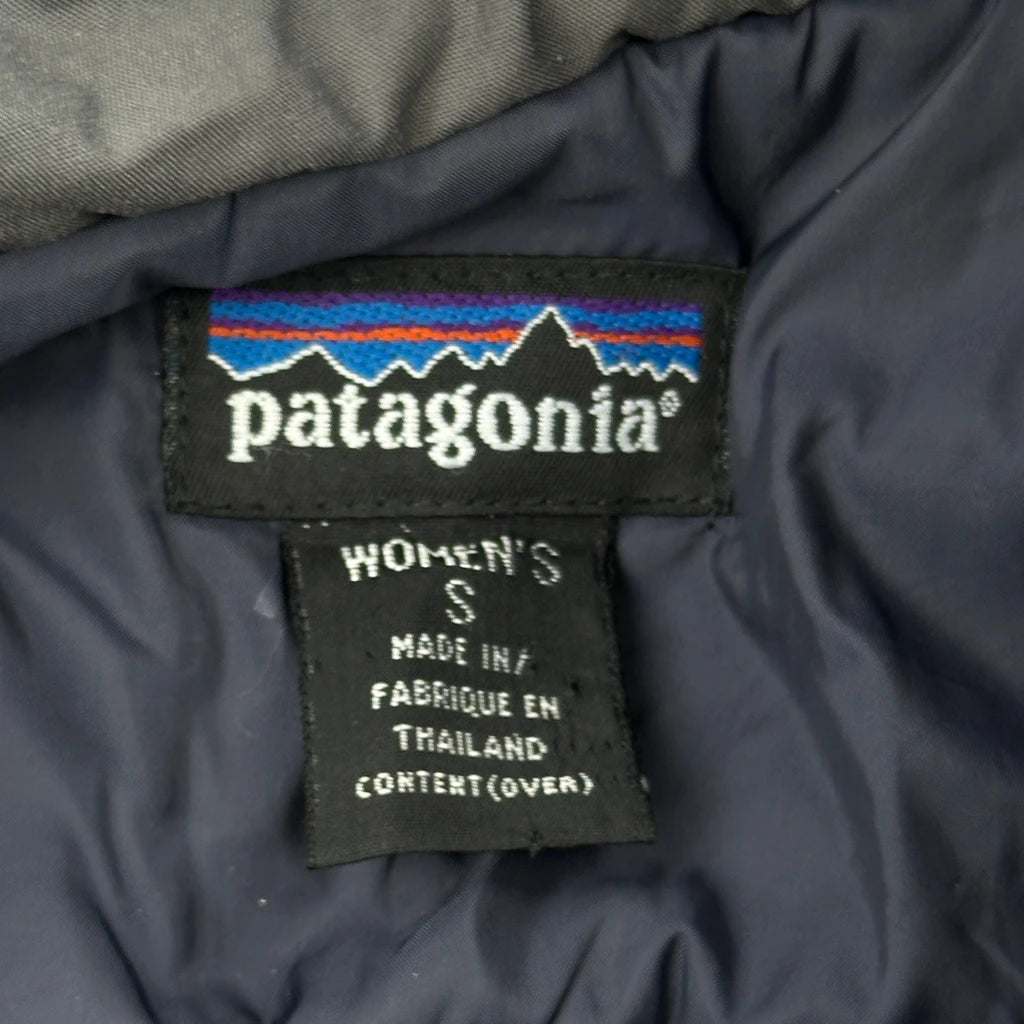 patagonia®
WOMEN'S
S
MADE IN/
FABRIQUE EN
THAILAND
CONTENT(OVER)